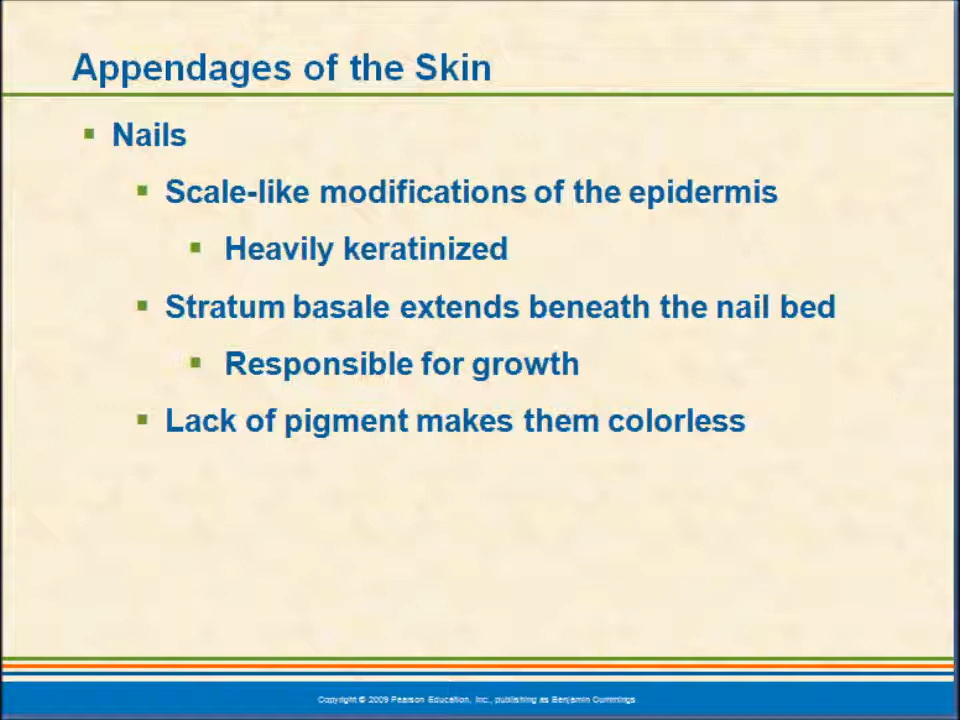 Appendages of the Skin
Nails
Scale-like modifications of the epidermis
Heavily keratinized
Stratum basale extends beneath the nail bed
Responsible for growth
Lack of pigment makes them colorless
Copyright © 2009 Pearson Education, Inc., publishing as Benjamin Cummings